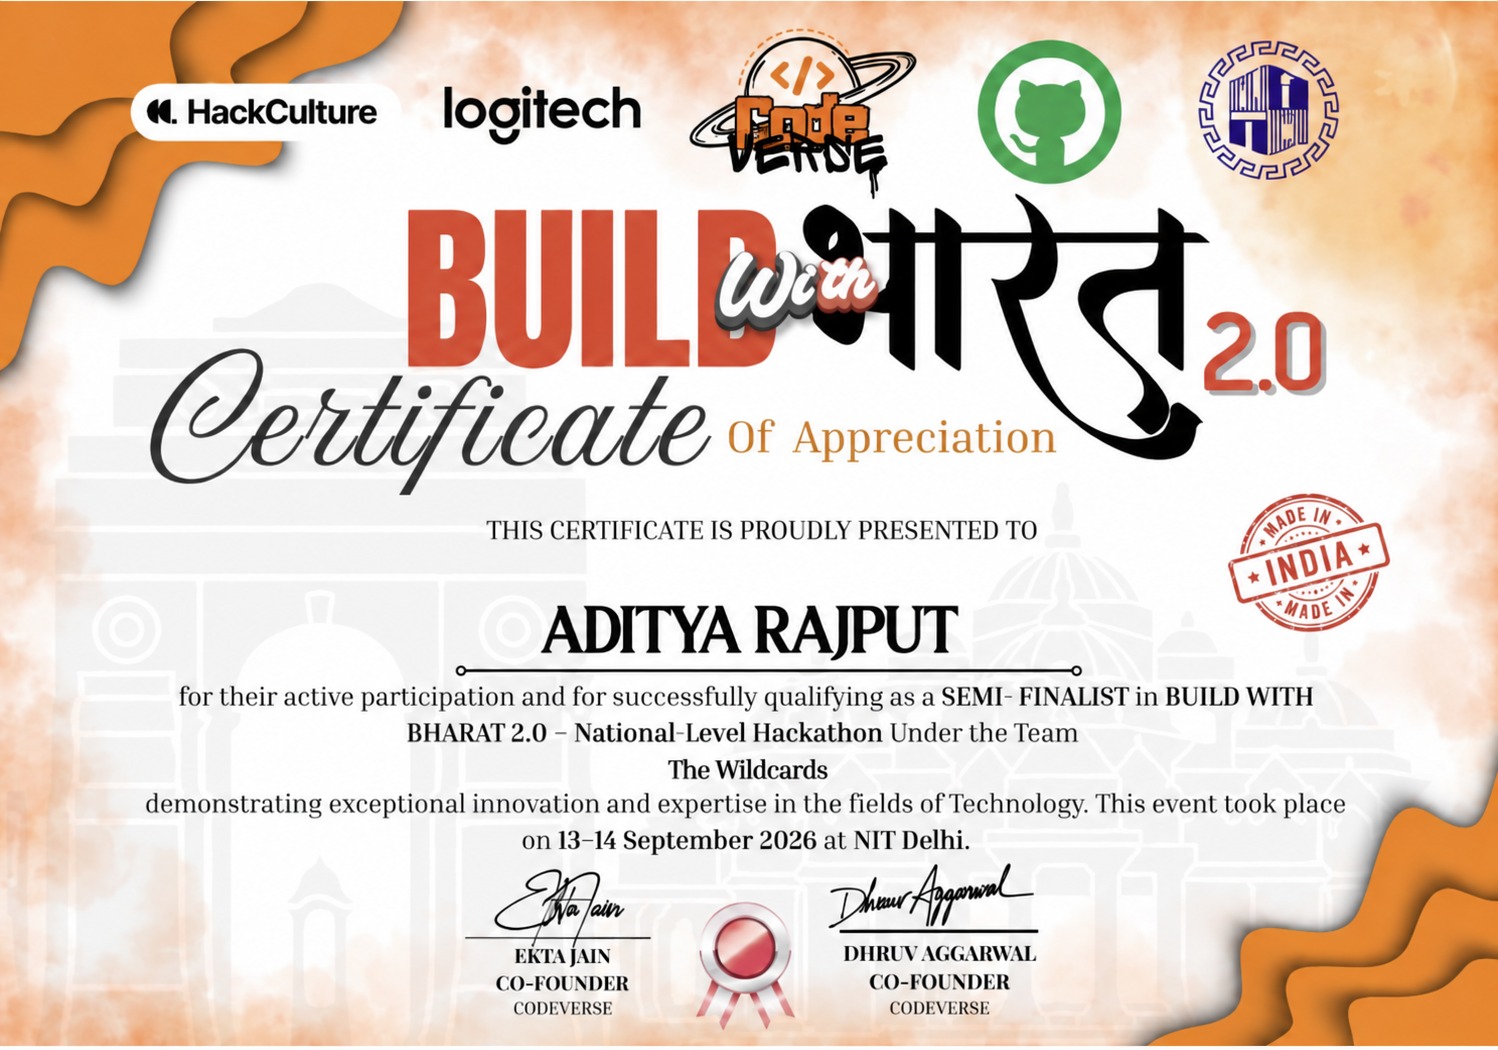 HackCulture
logitech
</>
Code
VERSE
BUILD With भारत 2.0
Certificate Of Appreciation
THIS CERTIFICATE IS PROUDLY PRESENTED TO
MADE IN
INDIA
MADE IN
ADITYA RAJPUT
for their active participation and for successfully qualifying as a SEMI- FINALIST in BUILD WITH
BHARAT 2.0 – National-Level Hackathon Under the Team
The Wildcards
demonstrating exceptional innovation and expertise in the fields of Technology. This event took place
on 13–14 September 2026 at NIT Delhi.
Ekta Jain
Dhruv Aggarwal
EKTA JAIN
CO-FOUNDER
CODEVERSE
DHRUV AGGARWAL
CO-FOUNDER
CODEVERSE